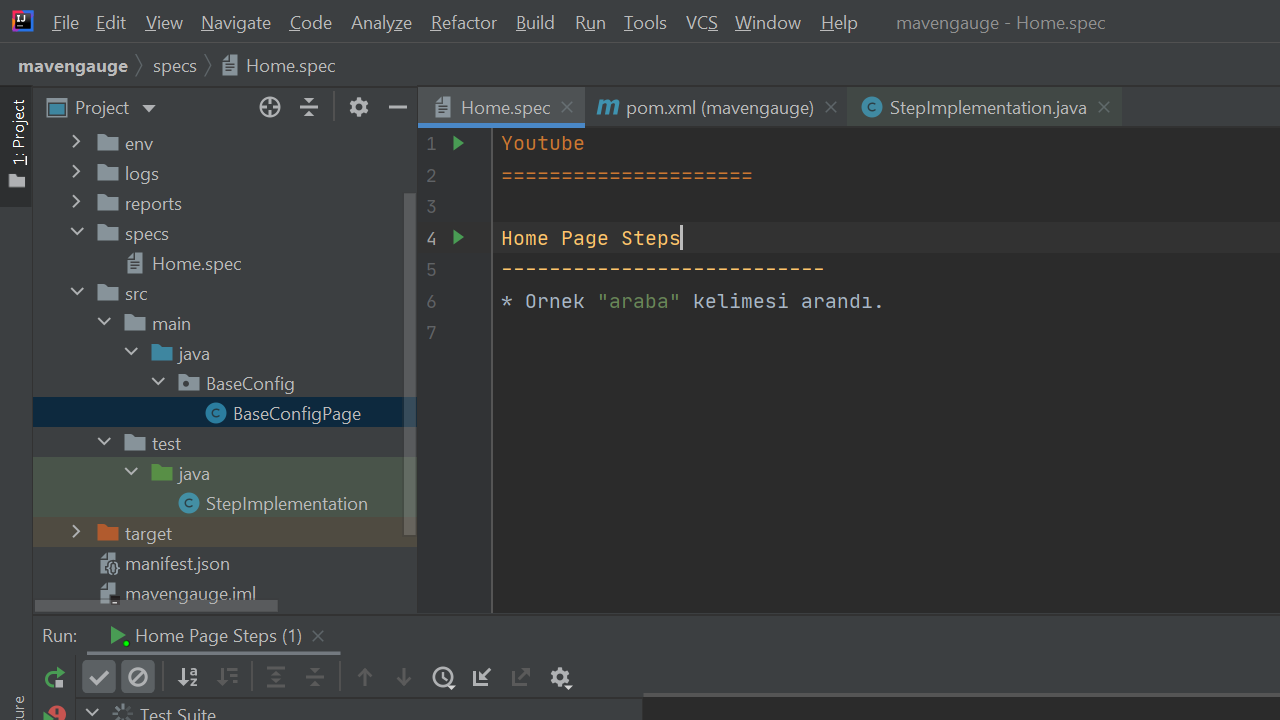 File Edit View Navigate Code Analyze Refactor Build Run Tools VCS Window Help mavengauge - Home.spec
mavengauge specs Home.spec
1: Project
Project
env
logs
reports
specs
Home.spec
src
main
java
BaseConfig
BaseConfigPage
test
java
StepImplementation
target
manifest.json
mavengauge.iml
Home.spec pom.xml (mavengauge) StepImplementation.java
1 Youtube
2 =====================
3
4 Home Page Steps
5 ---------------------------
6 * Ornek "araba" kelimesi arandı.
7
Run: Home Page Steps (1)
Test Suite